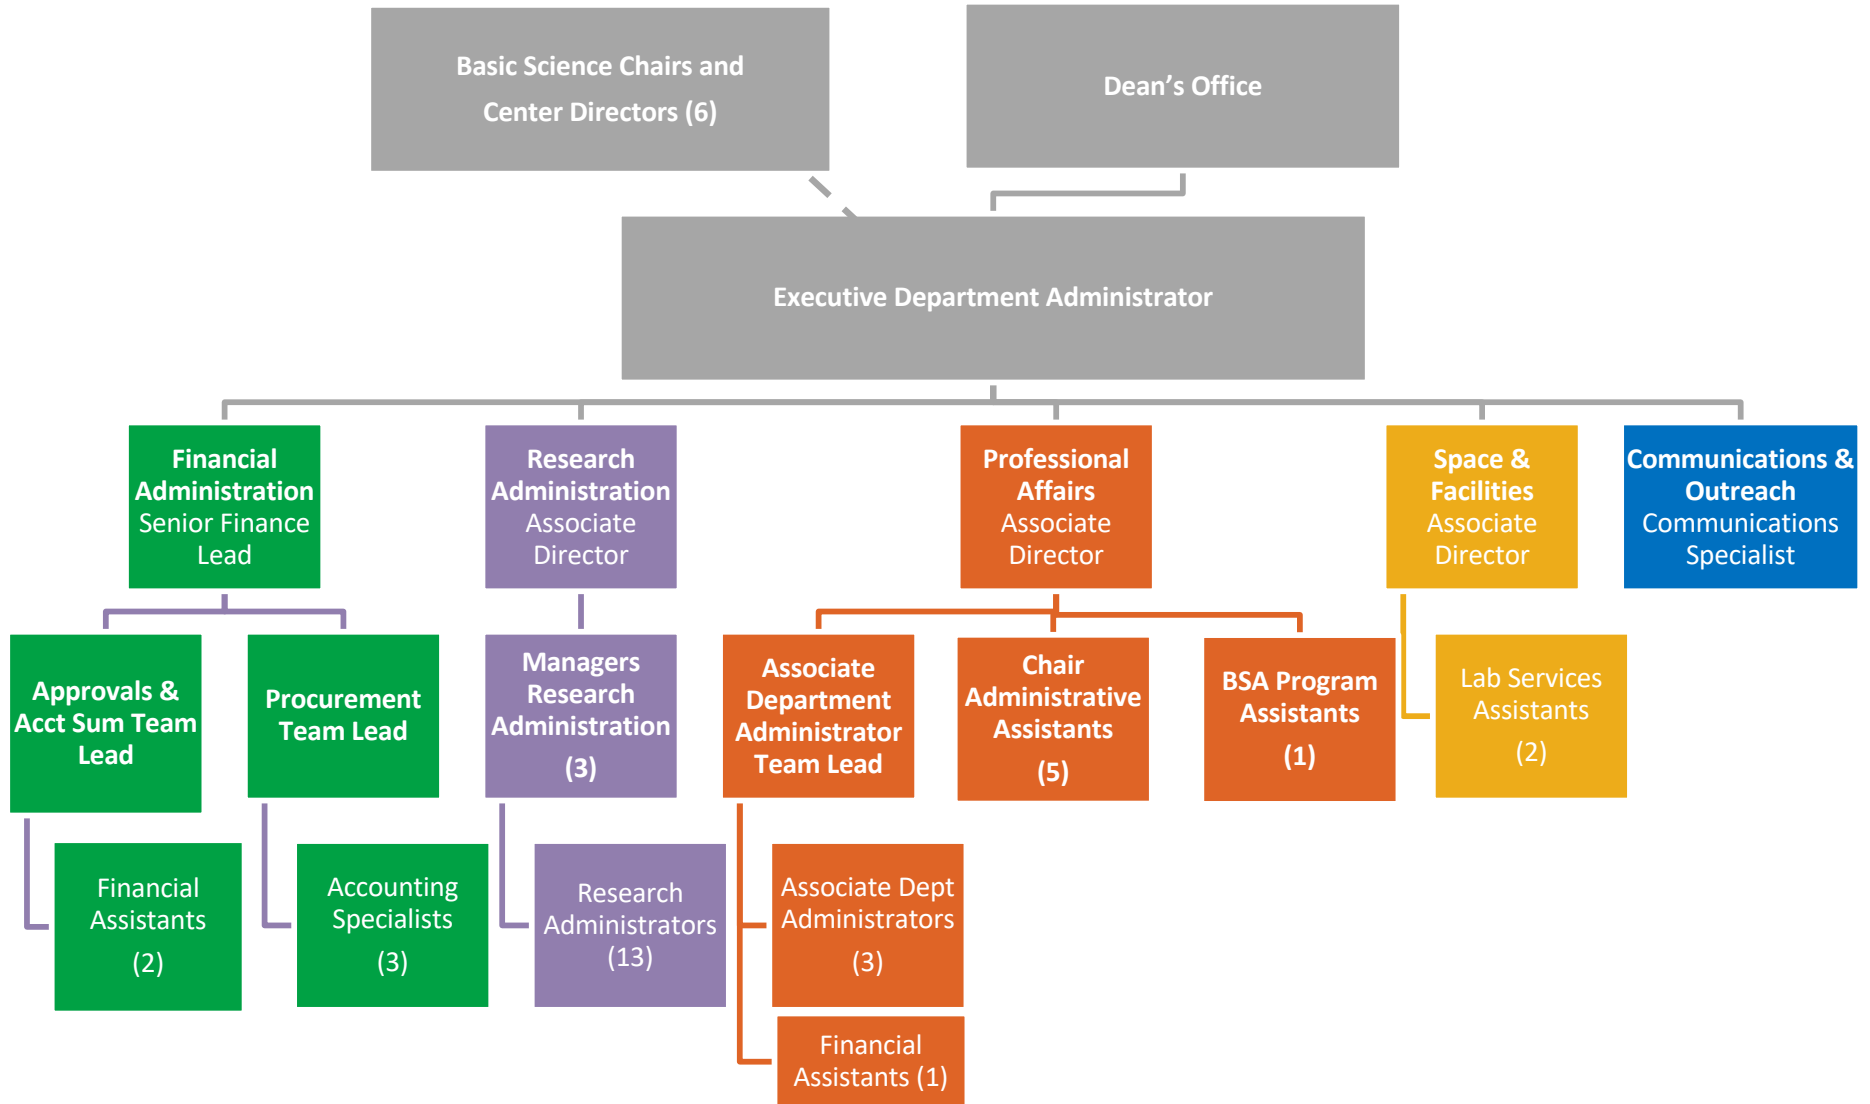 Basic Science Chairs and
Center Directors (6)
Dean’s Office
Executive Department Administrator
Financial
Administration
Senior Finance
Lead
Research
Administration
Associate
Director
Professional
Affairs
Associate
Director
Space &
Facilities
Associate
Director
Communications &
Outreach
Communications
Specialist
Approvals &
Acct Sum Team
Lead
Procurement
Team Lead
Managers
Research
Administration
(3)
Associate
Department
Administrator
Team Lead
Chair
Administrative
Assistants
(5)
BSA Program
Assistants
(1)
Lab Services
Assistants
(2)
Financial
Assistants
(2)
Accounting
Specialists
(3)
Research
Administrators
(13)
Associate Dept
Administrators
(3)
Financial
Assistants (1)